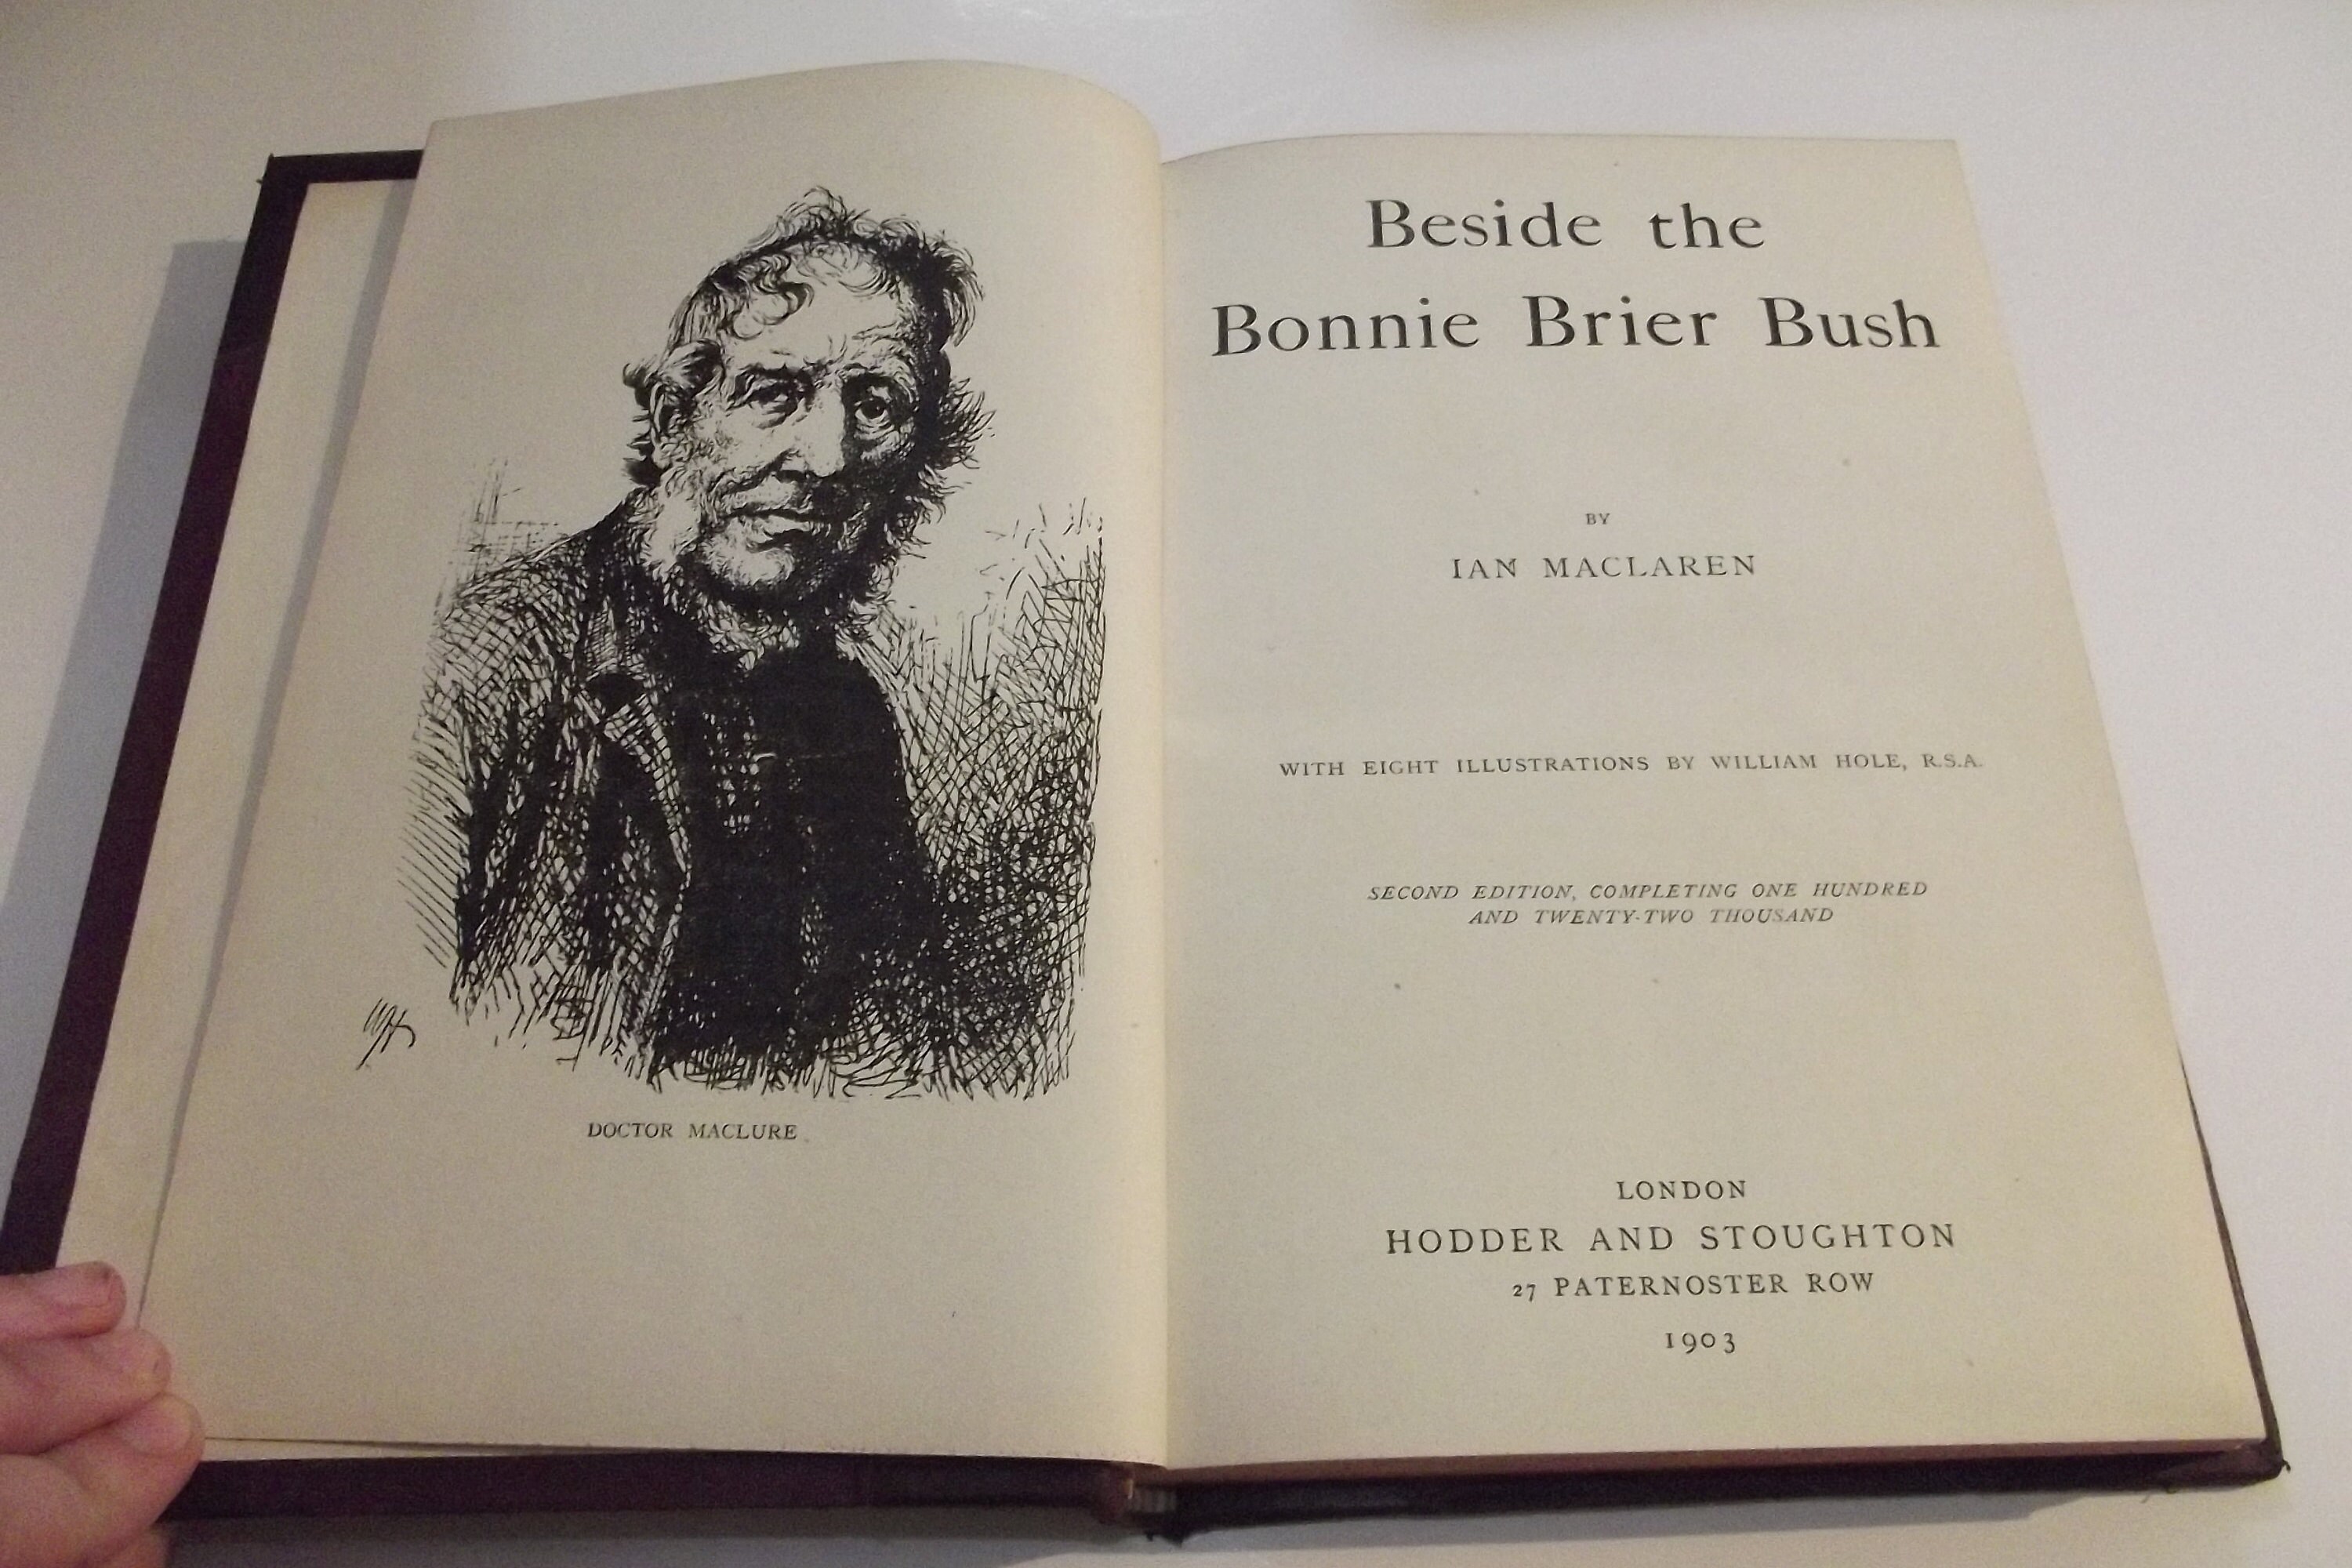 WH
DOCTOR MACLURE
Beside the
Bonnie Brier Bush
BY
IAN MACLAREN
WITH EIGHT ILLUSTRATIONS BY WILLIAM HOLE, R.S.A.
SECOND EDITION, COMPLETING ONE HUNDRED
AND TWENTY-TWO THOUSAND
LONDON
HODDER AND STOUGHTON
27 PATERNOSTER ROW
1903